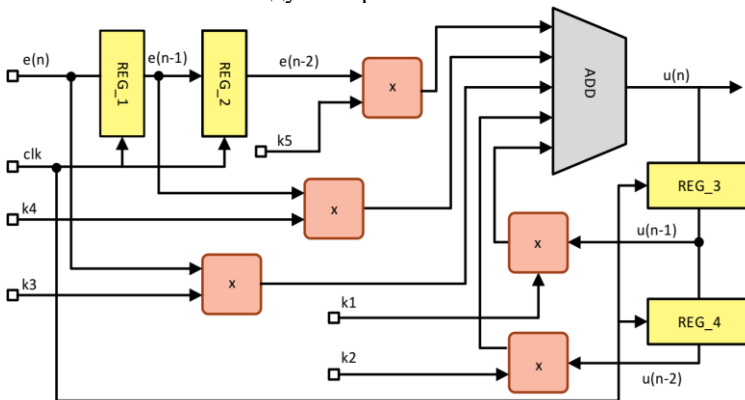 e(n)
REG_1
e(n-1)
REG_2
e(n-2)
x
ADD
u(n)
k5
clk
x
REG_3
k4
x
u(n-1)
x
k3
k1
REG_4
k2
x
u(n-2)